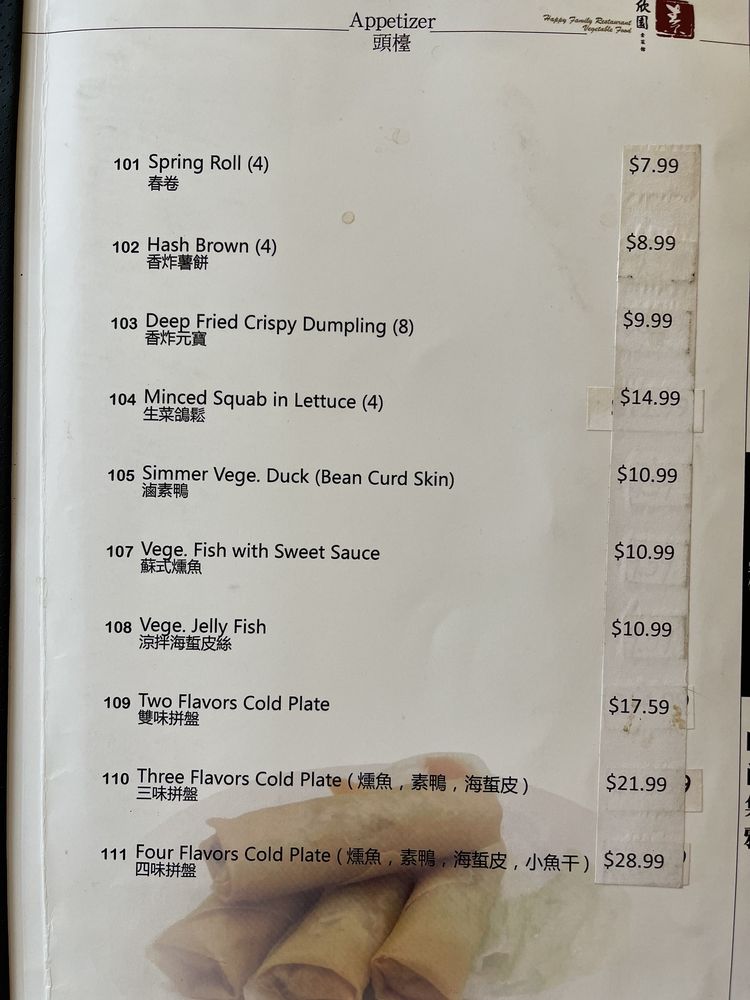 Appetizer
頭檯
Happy Family Restaurant
Vegetable Food
欣園
101 Spring Roll (4) $7.99
春卷
102 Hash Brown (4) $8.99
香炸薯餅
103 Deep Fried Crispy Dumpling (8) $9.99
香炸元寶
104 Minced Squab in Lettuce (4) $14.99
生菜鴿鬆
105 Simmer Vege. Duck (Bean Curd Skin) $10.99
滷素鴨
107 Vege. Fish with Sweet Sauce $10.99
蘇式燻魚
108 Vege. Jelly Fish $10.99
涼拌海蜇皮絲
109 Two Flavors Cold Plate $17.59
雙味拼盤
110 Three Flavors Cold Plate ( 燻魚，素鴨，海蜇皮 ) $21.99
三味拼盤
111 Four Flavors Cold Plate ( 燻魚，素鴨，海蜇皮，小魚干 ) $28.99
四味拼盤